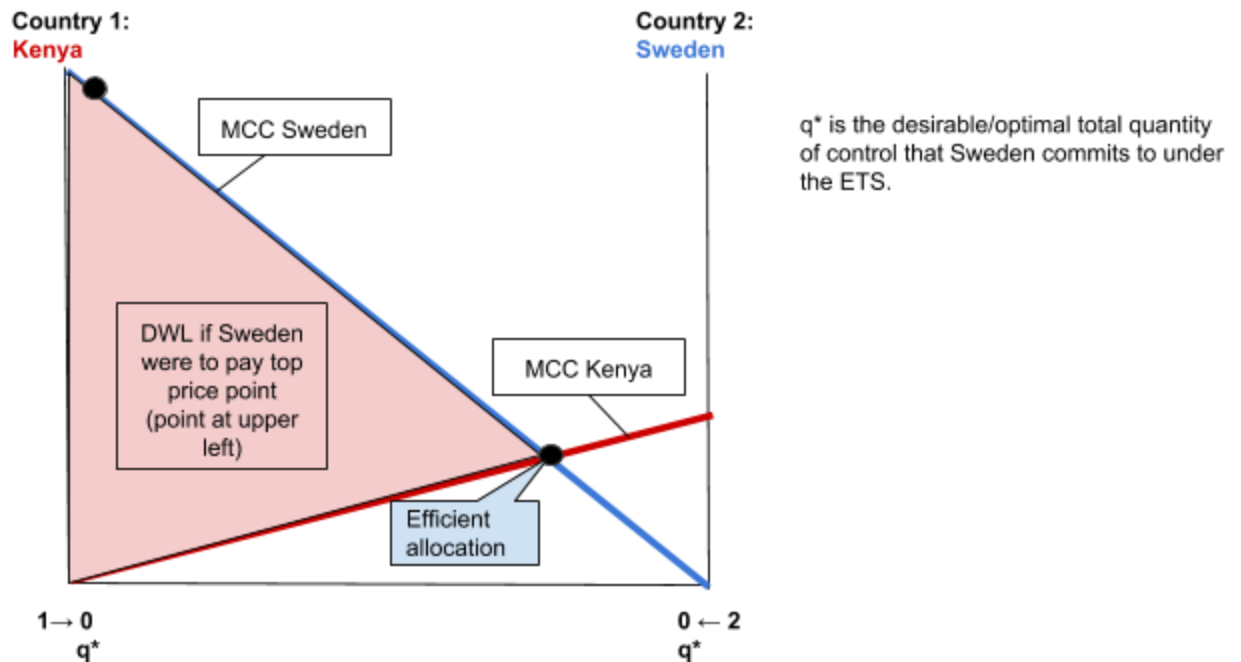 Country 1:
Kenya
Country 2:
Sweden
MCC Sweden
q* is the desirable/optimal total quantity
of control that Sweden commits to under
the ETS.
DWL if Sweden
were to pay top
price point
(point at upper
left)
MCC Kenya
Efficient
allocation
1→ 0
q*
0 ← 2
q*